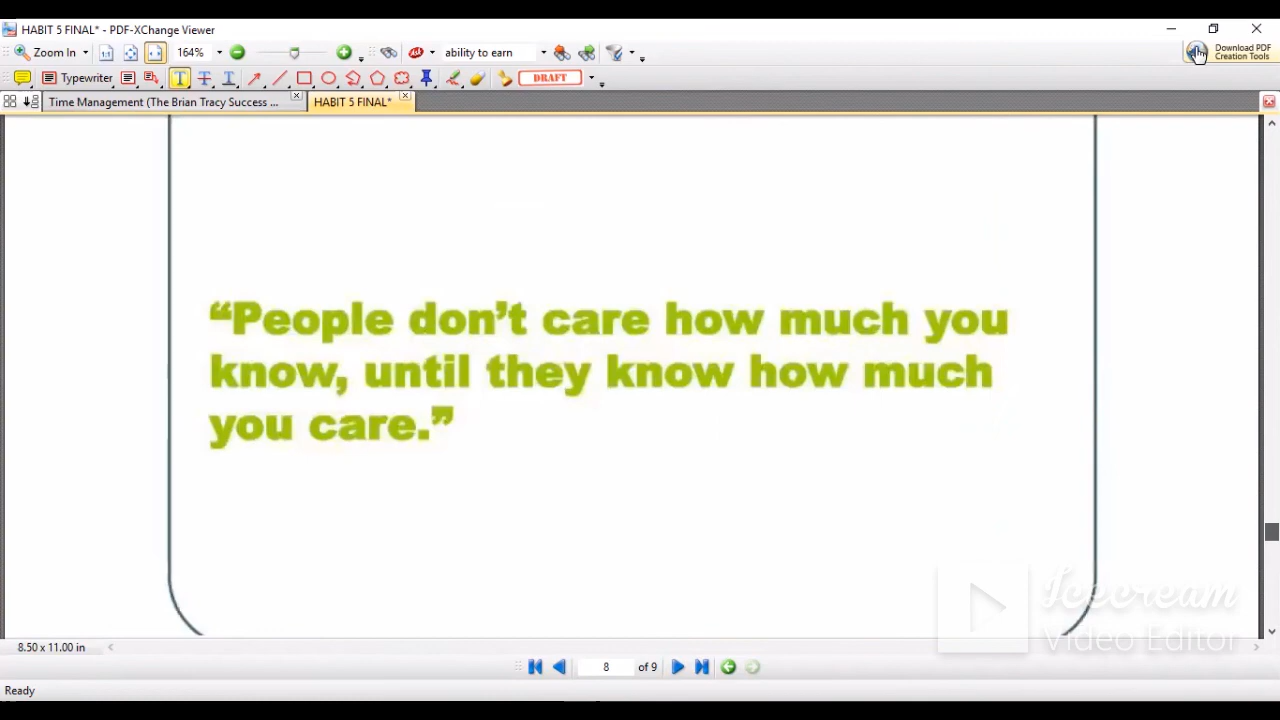 HABIT 5 FINAL* - PDF-XChange Viewer
Zoom In 164% ability to earn
Download PDF
Creation Tools
Typewriter DRAFT
Time Management (The Brian Tracy Success ... HABIT 5 FINAL*
“People don’t care how much you
know, until they know how much
you care.”
Icecream
Video Editor
8.50 x 11.00 in
8 of 9
Ready